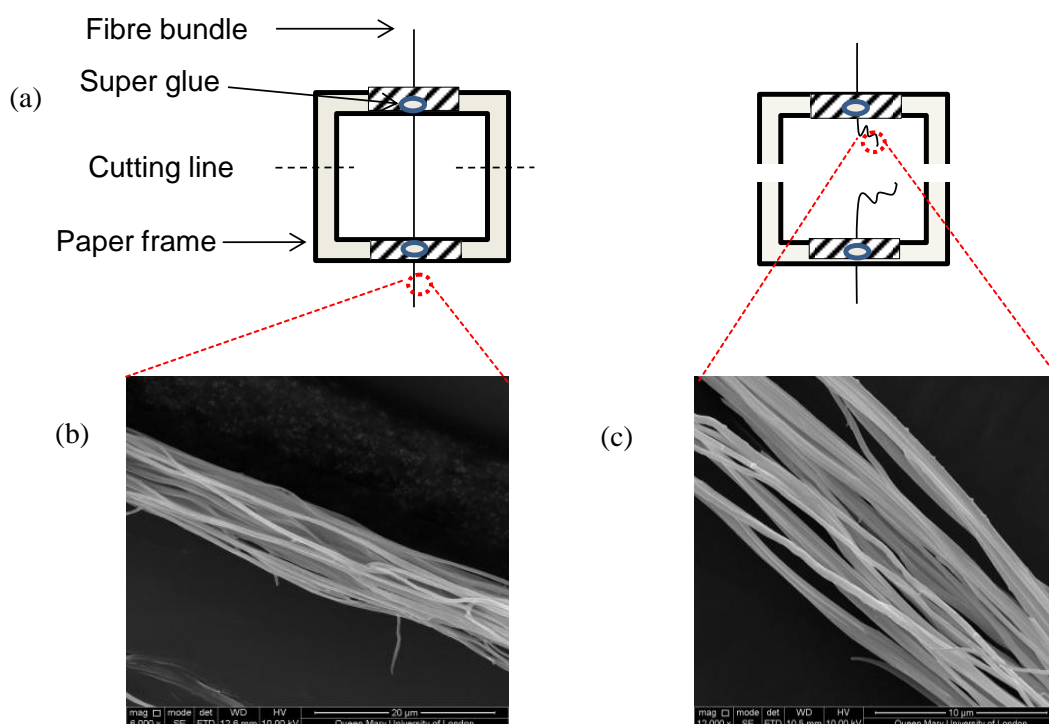 Fibre bundle
Super glue
(a)
Cutting line
Paper frame
(b)
(c)
mag mode det WD HV 20 µm
6 000 x SE ETD 12.6 mm 10.00 kV Queen Mary University of London
mag mode det WD HV 10 µm
12 000 x SE ETD 10.5 mm 10.00 kV Queen Mary University of London